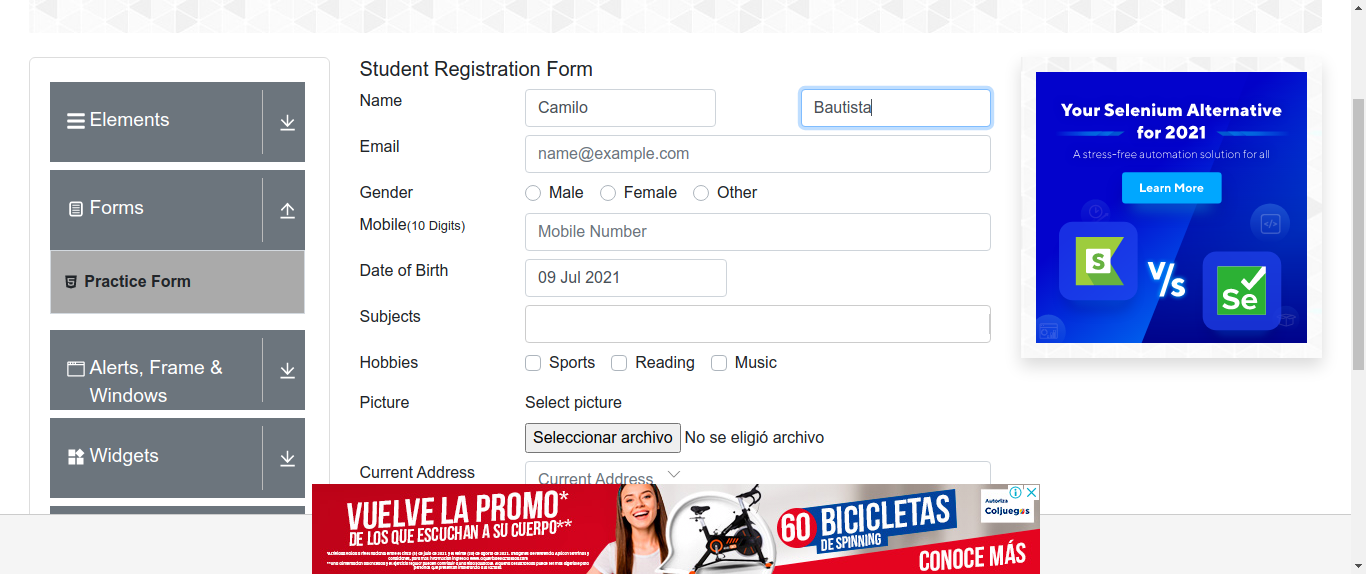 Elements
Forms
Practice Form
Alerts, Frame &
Windows
Widgets
Student Registration Form
Name
Camilo
Bautista
Email
name@example.com
Gender
Male
Female
Other
Mobile(10 Digits)
Mobile Number
Date of Birth
09 Jul 2021
Subjects
Hobbies
Sports
Reading
Music
Picture
Select picture
Seleccionar archivo No se eligió archivo
Current Address
Current Address
Your Selenium Alternative
for 2021
A stress-free automation solution for all
Learn More
S
V/s
Se
VUELVE LA PROMO*
DE LOS QUE ESCUCHAN A SU CUERPO**
60 BICICLETAS
DE SPINNING
CONOCE MÁS
Autoriza
Coljuegos